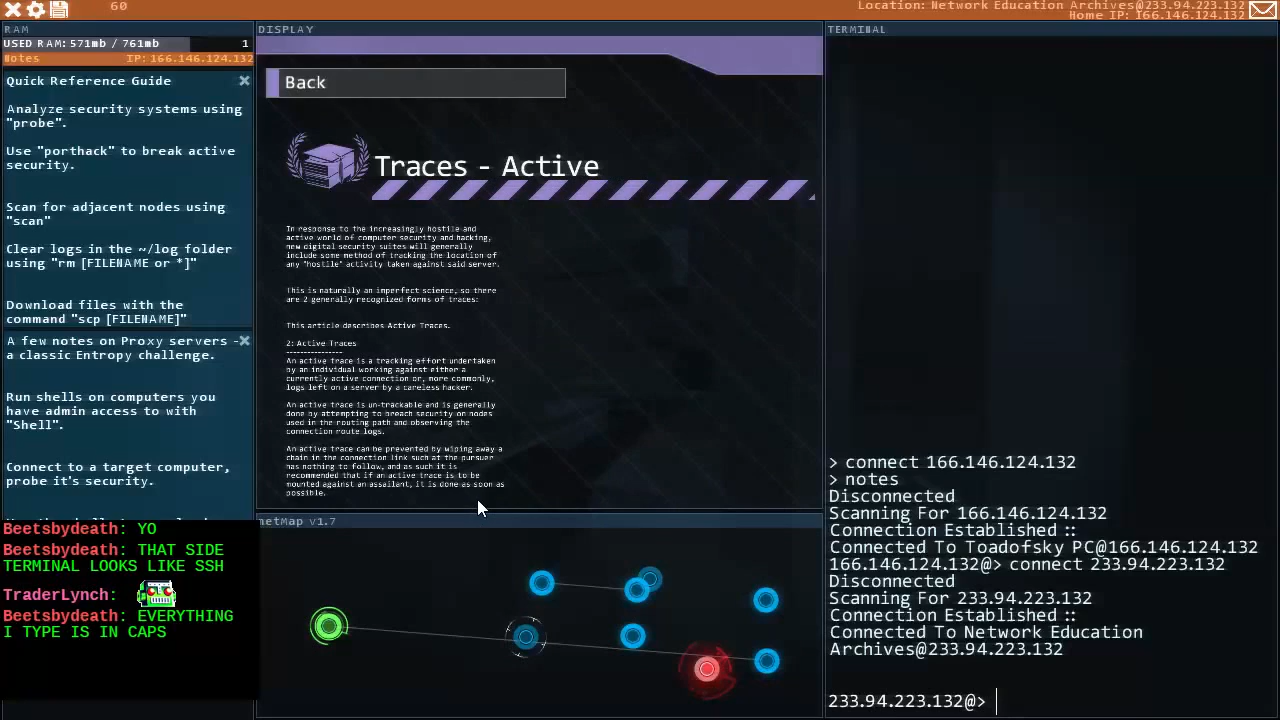 60
Location: Network Education Archives@233.94.223.132
Home IP: 166.146.124.132
RAM
USED RAM: 571mb / 761mb 1
Notes IP: 166.146.124.132
Quick Reference Guide
Analyze security systems using
"probe".
Use "porthack" to break active
security.
Scan for adjacent nodes using
"scan"
Clear logs in the ~/log folder
using "rm [FILENAME or *]"
Download files with the
command "scp [FILENAME]"
A few notes on Proxy servers -
a classic Entropy challenge.
Run shells on computers you
have admin access to with
"Shell".
Connect to a target computer,
probe it's security.
Beetsbydeath: YO
Beetsbydeath: THAT SIDE
TERMINAL LOOKS LIKE SSH
TraderLynch:
Beetsbydeath: EVERYTHING
I TYPE IS IN CAPS
DISPLAY
Back
Traces - Active
In response to the increasingly hostile and
active world of computer security and hacking,
new digital security suites will generally
include some method of tracking the location of
any "hostile" activity taken against said server.
This is naturally an imperfect science, so there
are 2 generally recognized forms of traces:
This article describes Active Traces.
2: Active Traces
---------------
An active trace is a tracking effort undertaken
by an individual working against either a
currently active connection or, more commonly,
logs left on a server by a careless hacker.
An active trace is un-trackable and is generally
done by attempting to breach security on nodes
used in the routing path and observing the
connection route logs.
An active trace can be prevented by wiping away a
chain in the connection link such at the pursuer
has nothing to follow, and as such it is
recommended that if an active trace is to be
mounted against an assailant, it is done as soon as
possible.
netMap v1.7
TERMINAL
> connect 166.146.124.132
> notes
Disconnected
Scanning For 166.146.124.132
Connection Established ::
Connected To Toadofsky PC@166.146.124.132
166.146.124.132@> connect 233.94.223.132
Disconnected
Scanning For 233.94.223.132
Connection Established ::
Connected To Network Education
Archives@233.94.223.132
233.94.223.132@>